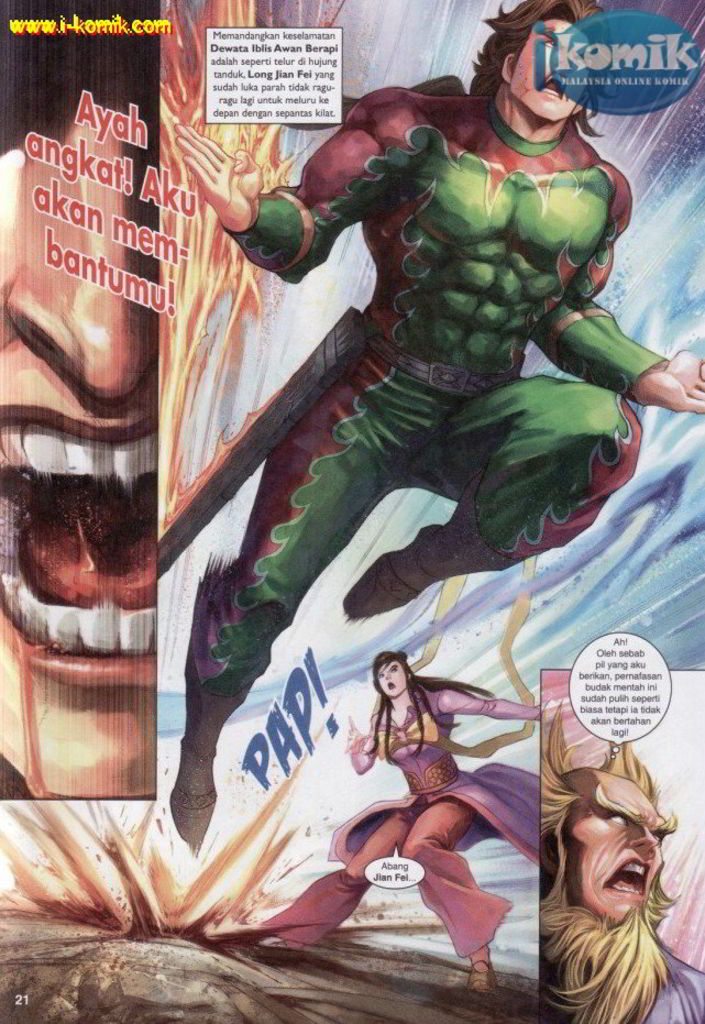 www.i-komik.com
ikomik
MALAYSIA ONLINE KOMIK
Memandangkan keselamatan
Dewata Iblis Awan Berapi
adalah seperti telur di hujung
tanduk, Long Jian Fei yang
sudah luka parah tidak ragu-
ragu lagi untuk meluru ke
depan dengan sepantas kilat.
Ayah
angkat! Aku
akan mem-
bantumu!
PAP!
Ah!
Oleh sebab
pil yang aku
berikan, pernafasan
budak mentah ini
sudah pulih seperti
biasa tetapi ia tidak
akan bertahan
lagi!
Abang
Jian Fei...
21